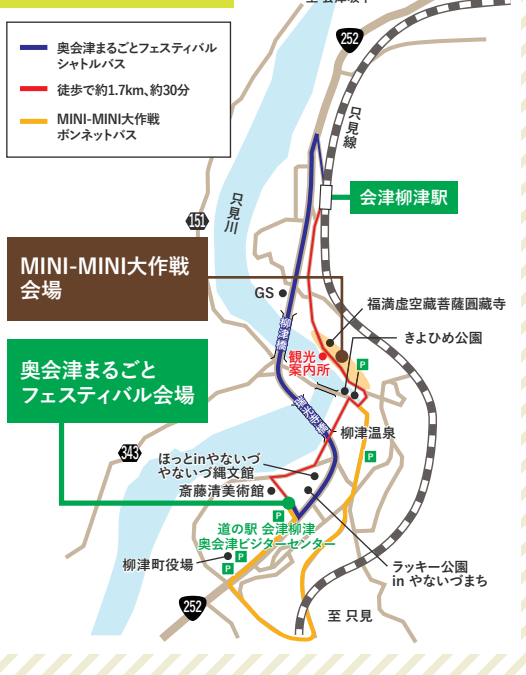 252
奥会津まるごとフェスティバル
シャトルバス
徒歩で約1.7km、約30分
MINI-MINI大作戦
ボンネットバス
只見線
会津柳津駅
151
只見川
MINI-MINI大作戦
会場
GS
福満虚空藏菩薩圓藏寺
柳津橋
きよひめ公園
観光
案内所
P
奥会津まるごと
フェスティバル会場
柳津温泉
343
P
ほっとinやないづ
やないづ縄文館
斎藤清美術館
P
道の駅 会津柳津
奥会津ビジターセンター
柳津町役場
P
P
ラッキー公園
in やないづまち
252
至 只見